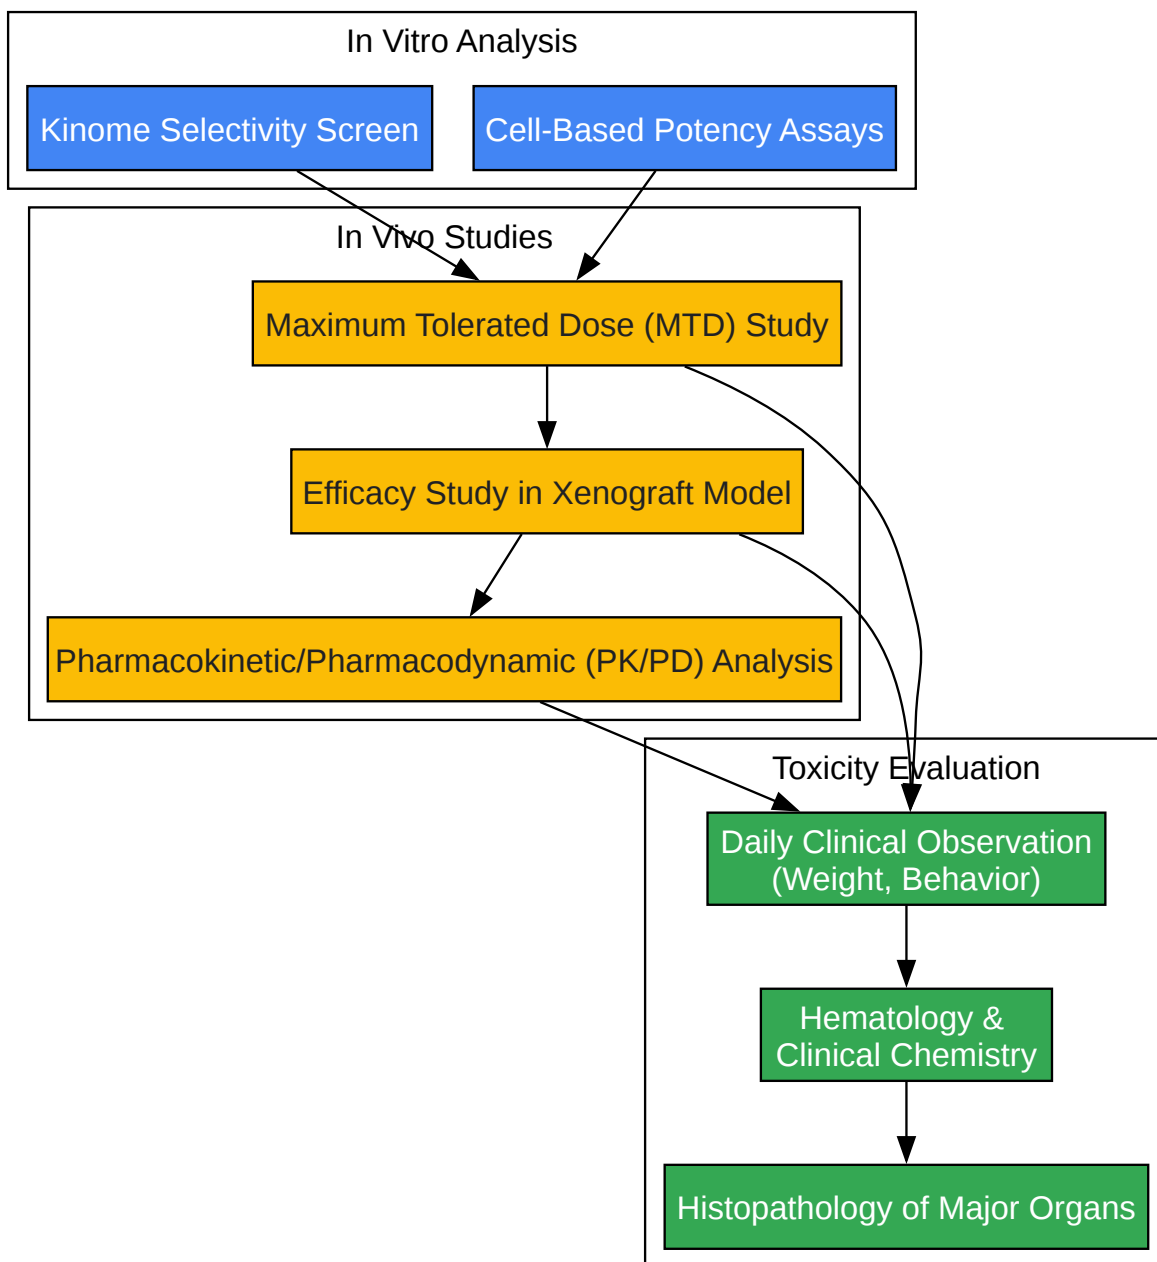 In Vitro Analysis
Kinome Selectivity Screen
Cell-Based Potency Assays
In Vivo Studies
Maximum Tolerated Dose (MTD) Study
Efficacy Study in Xenograft Model
Pharmacokinetic/Pharmacodynamic (PK/PD) Analysis
Toxicity Evaluation
Daily Clinical Observation
(Weight, Behavior)
Hematology &
Clinical Chemistry
Histopathology of Major Organs